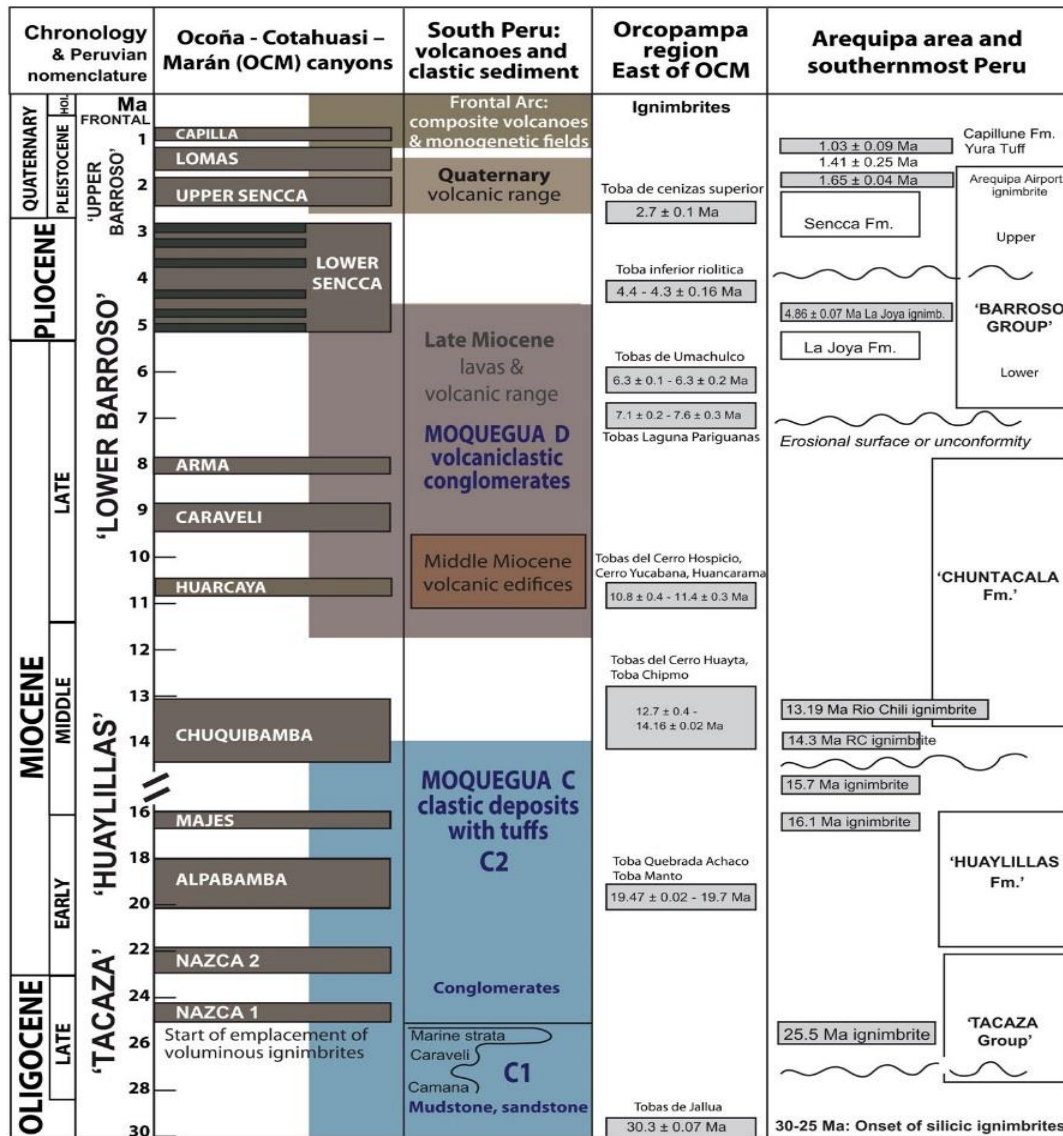 Chronology
& Peruvian
nomenclature
Ocoña - Cotahuasi –
Marán (OCM) canyons
South Peru:
volcanoes and
clastic sediment
Orcopampa
region
East of OCM
Arequipa area and
southernmost Peru
QUATERNARY
PLIOCENE
MIOCENE
OLIGOCENE
HOL.
PLEISTOCENE
LATE
MIDDLE
EARLY
LATE
Ma
FRONTAL
'UPPER
BARROSO'
'LOWER BARROSO'
'HUAYLILLAS'
'TACAZA'
1
2
3
4
5
6
7
8
9
10
11
12
13
14
16
18
20
22
24
26
28
30
CAPILLA
LOMAS
UPPER SENCCA
LOWER
SENCCA
ARMA
CARAVELI
HUARCAYA
CHUQUIBAMBA
MAJES
ALPABAMBA
NAZCA 2
NAZCA 1
Start of emplacement of
voluminous ignimbrites
Frontal Arc:
composite volcanoes
& monogenetic fields
Quaternary
volcanic range
Late Miocene
lavas &
volcanic range
MOQUEGUA D
volcaniclastic
conglomerates
Middle Miocene
volcanic edifices
MOQUEGUA C
clastic deposits
with tuffs
C2
Conglomerates
Marine strata
Caraveli
Camana
C1
Mudstone, sandstone
Ignimbrites
Toba de cenizas superior
2.7 ± 0.1 Ma
Toba inferior riolitica
4.4 - 4.3 ± 0.16 Ma
Tobas de Umachulco
6.3 ± 0.1 - 6.3 ± 0.2 Ma
7.1 ± 0.2 - 7.6 ± 0.3 Ma
Tobas Laguna Pariguanas
Tobas del Cerro Hospicio,
Cerro Yucabana, Huancarama
10.8 ± 0.4 - 11.4 ± 0.3 Ma
Tobas del Cerro Huayta,
Toba Chipmo
12.7 ± 0.4 -
14.16 ± 0.02 Ma
Toba Quebrada Achaco
Toba Manto
19.47 ± 0.02 - 19.7 Ma
Tobas de Jallua
30.3 ± 0.07 Ma
1.03 ± 0.09 Ma
1.41 ± 0.25 Ma
1.65 ± 0.04 Ma
Capillune Fm.
Yura Tuff
Arequipa Airport
ignimbrite
Sencca Fm.
Upper
4.86 ± 0.07 Ma La Joya ignimb.
'BARROSO
GROUP'
La Joya Fm.
Lower
Erosional surface or unconformity
'CHUNTACALA
Fm.'
13.19 Ma Rio Chili ignimbrite
14.3 Ma RC ignimbrite
15.7 Ma ignimbrite
16.1 Ma ignimbrite
'HUAYLILLAS
Fm.'
25.5 Ma ignimbrite
'TACAZA
Group'
30-25 Ma: Onset of silicic ignimbrites